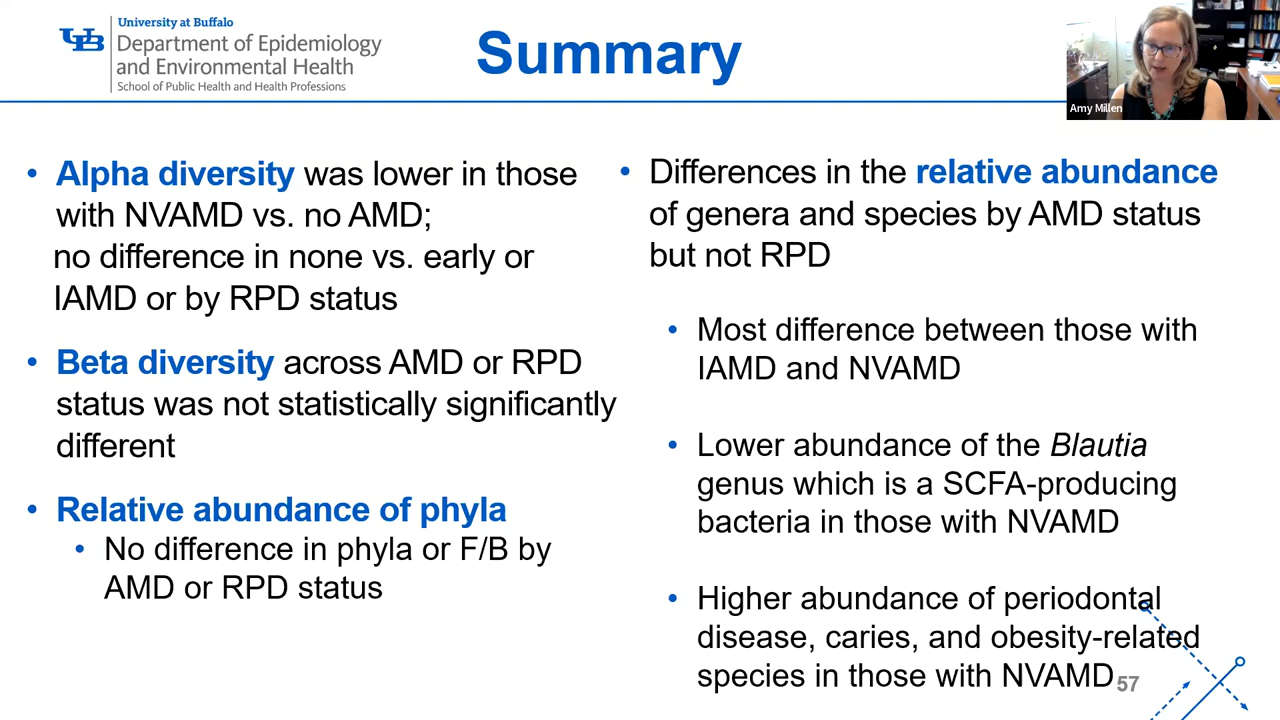 University at Buffalo
UB
Department of Epidemiology
and Environmental Health
School of Public Health and Health Professions
Summary
Amy Millen
• Alpha diversity was lower in those
with NVAMD vs. no AMD;
no difference in none vs. early or
IAMD or by RPD status
• Beta diversity across AMD or RPD
status was not statistically significantly
different
• Relative abundance of phyla
• No difference in phyla or F/B by
AMD or RPD status
• Differences in the relative abundance
of genera and species by AMD status
but not RPD
• Most difference between those with
IAMD and NVAMD
• Lower abundance of the Blautia
genus which is a SCFA-producing
bacteria in those with NVAMD
• Higher abundance of periodontal
disease, caries, and obesity-related
species in those with NVAMD
57